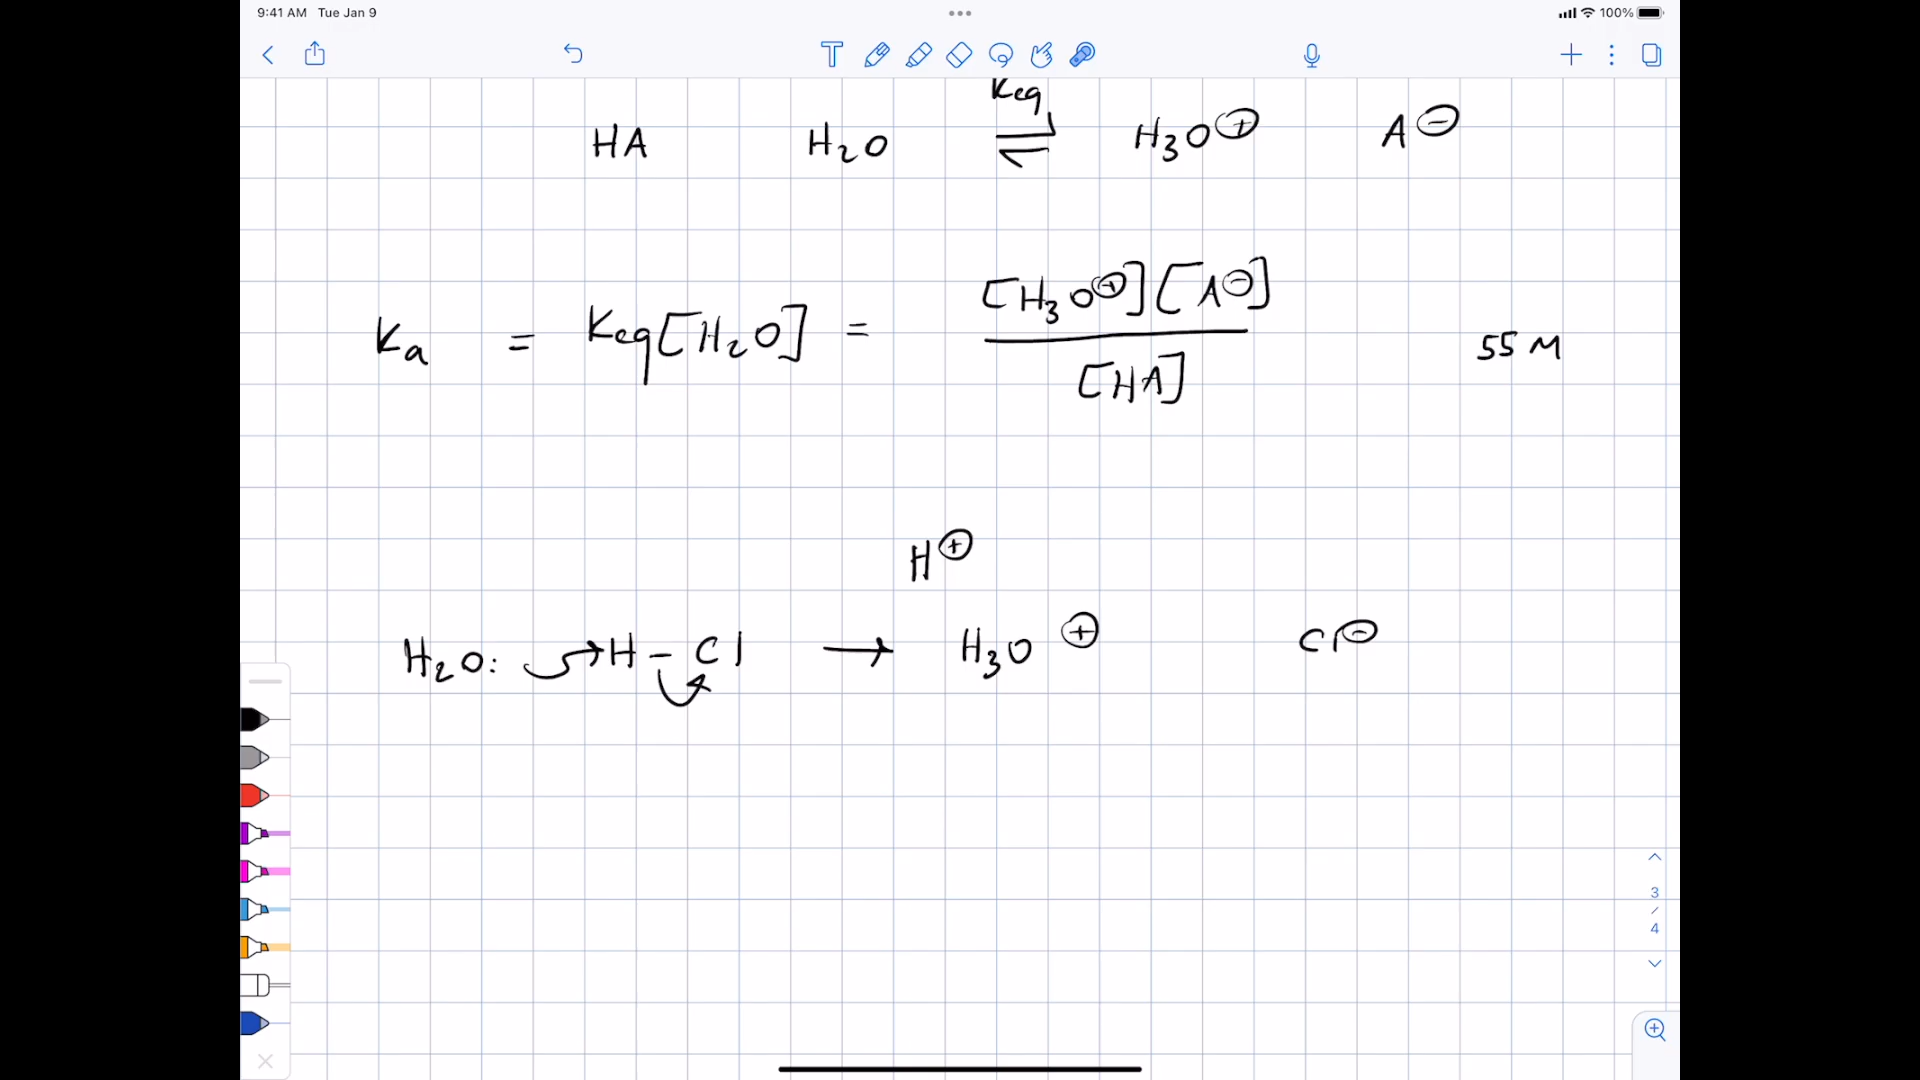 9:41 AM Tue Jan 9
100%
Keq
HA H₂O ⇌ H₃O⊕ A⊖
Ka = Keq[H₂O] = [H₃O⊕][A⊖] / [HA] 55 M
H⊕
H₂O: H - Cl → H₃O ⊕ Cl⊖
3
/
4